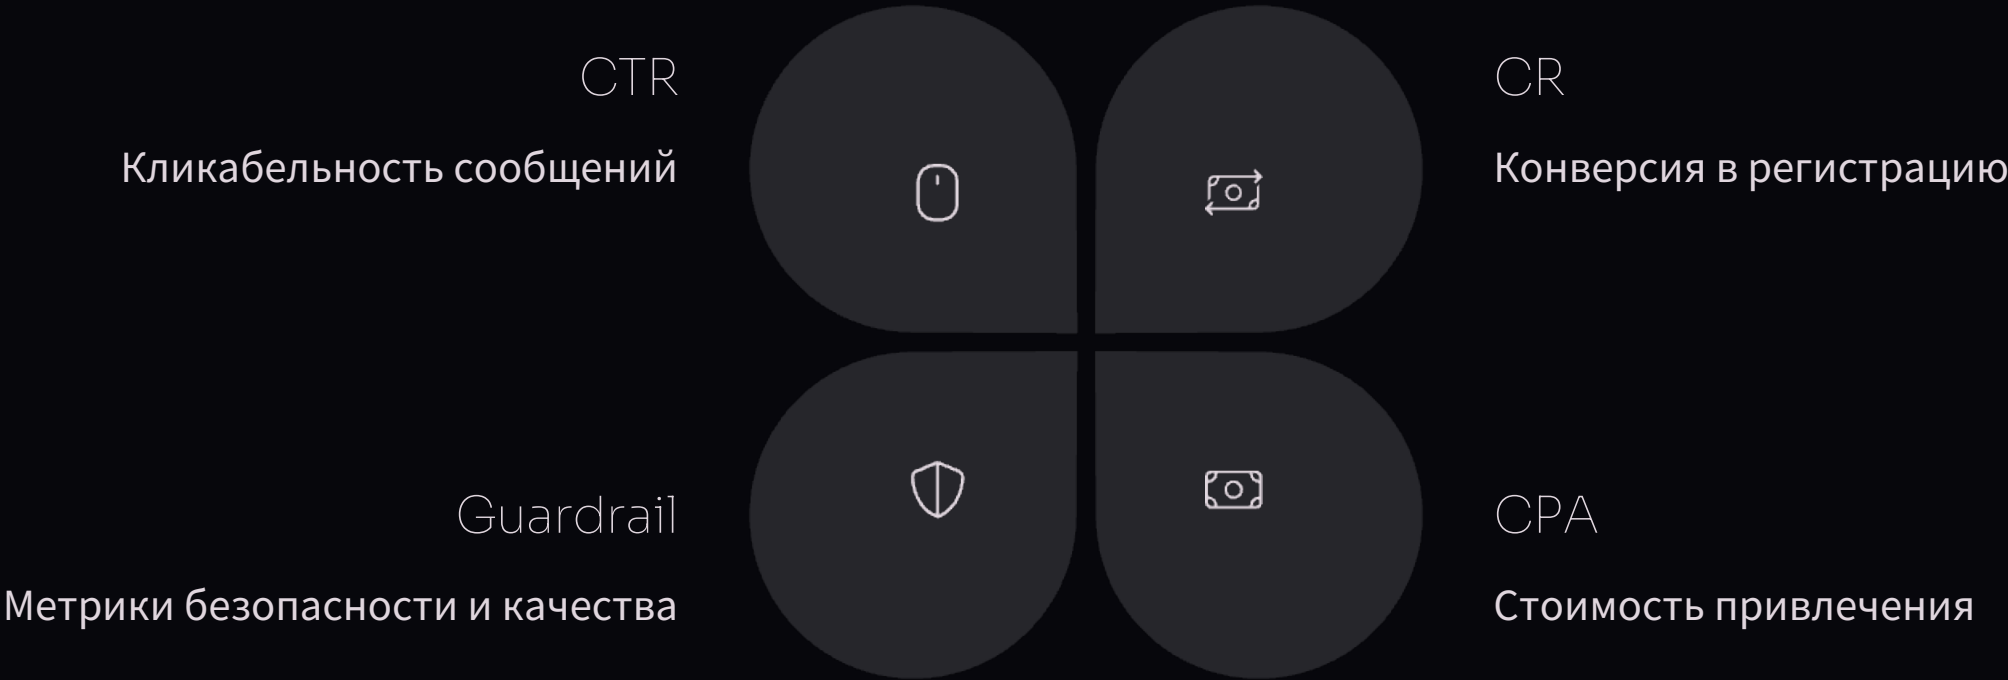 CTR
Кликабельность сообщений
CR
Конверсия в регистрацию
Guardrail
Метрики безопасности и качества
CPA
Стоимость привлечения